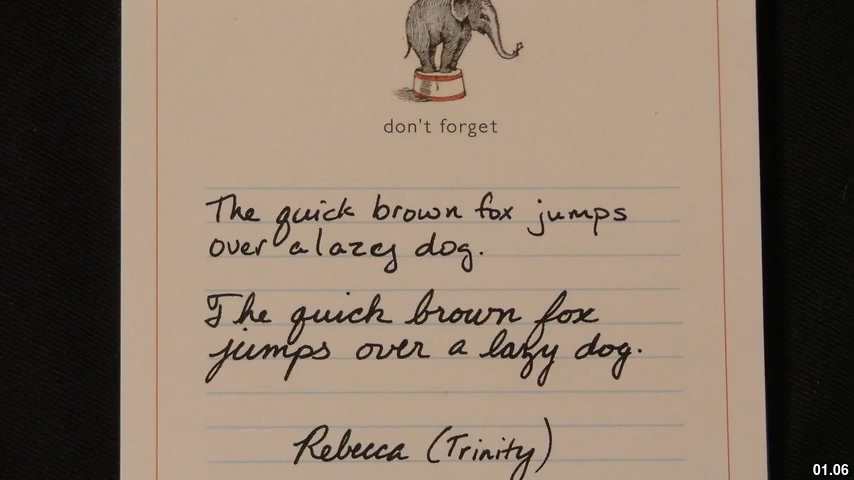 don't forget
The quick brown fox jumps
over a lazy dog.
The quick brown fox
jumps over a lazy dog.
Rebecca (Trinity)
01.06